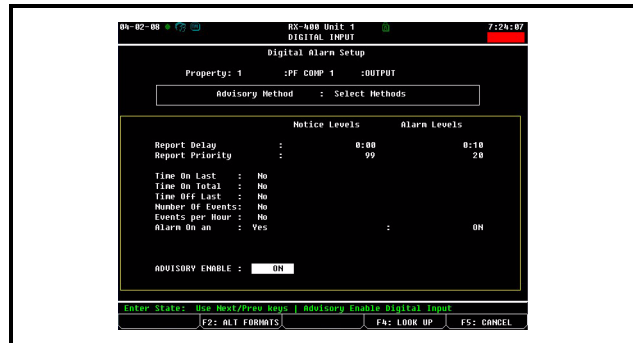 04-02-08 RX-400 Unit 1 7:24:07
DIGITAL INPUT
Digital Alarm Setup
Property: 1 :PF COMP 1 :OUTPUT
Advisory Method : Select Methods
Notice Levels Alarm Levels
Report Delay : 0:00 0:10
Report Priority : 99 20
Time On Last : No
Time On Total : No
Time Off Last : No
Number Of Events: No
Events per Hour : No
Alarm On an : Yes : ON
ADVISORY ENABLE : ON
Enter State: Use Next/Prev keys | Advisory Enable Digital Input
F2: ALT FORMATS F4: LOOK UP F5: CANCEL